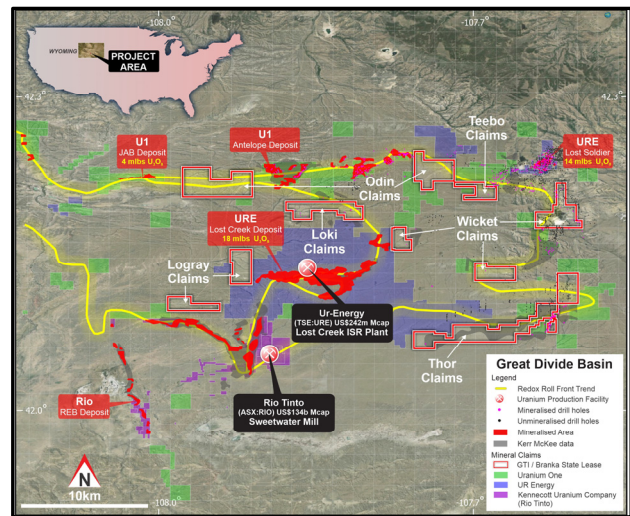 -108.0
-107.7
WYOMING
PROJECT
AREA
42.3
42.3
U1
JAB Deposit
4 mlbs U₃O₈
U1
Antelope Deposit
Teebo
Claims
URE
Lost Soldier
14 mlbs U₃O₈
Odin
Claims
URE
Lost Creek Deposit
18 mlbs U₃O₈
Loki
Claims
Wicket
Claims
Logray
Claims
Ur-Energy
(TSE:URE) US$242m Mcap
Lost Creek ISR Plant
Thor
Claims
Rio
REB Deposit
Rio Tinto
(ASX:RIO) US$134b Mcap
Sweetwater Mill
42.0
N
10km
-108.0
-107.7
Great Divide Basin
Legend
Redox Roll Front Trend
Uranium Production Facility
Mineralised drill holes
Unmineralised drill holes
Mineralised Area
Kerr McKee data
Mineral Claims
GTI / Branka State Lease
Uranium One
UR Energy
Kennecott Uranium Company
(Rio Tinto)